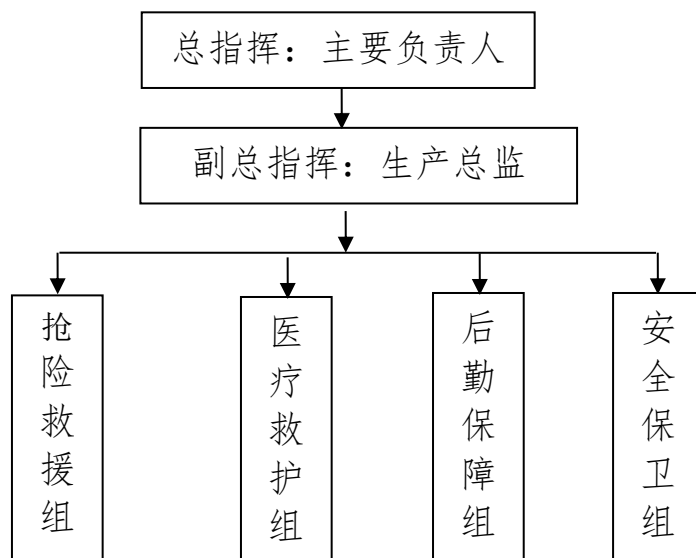 总指挥：主要负责人
副总指挥：生产总监
抢险救援组
医疗救护组
后勤保障组
安全保卫组